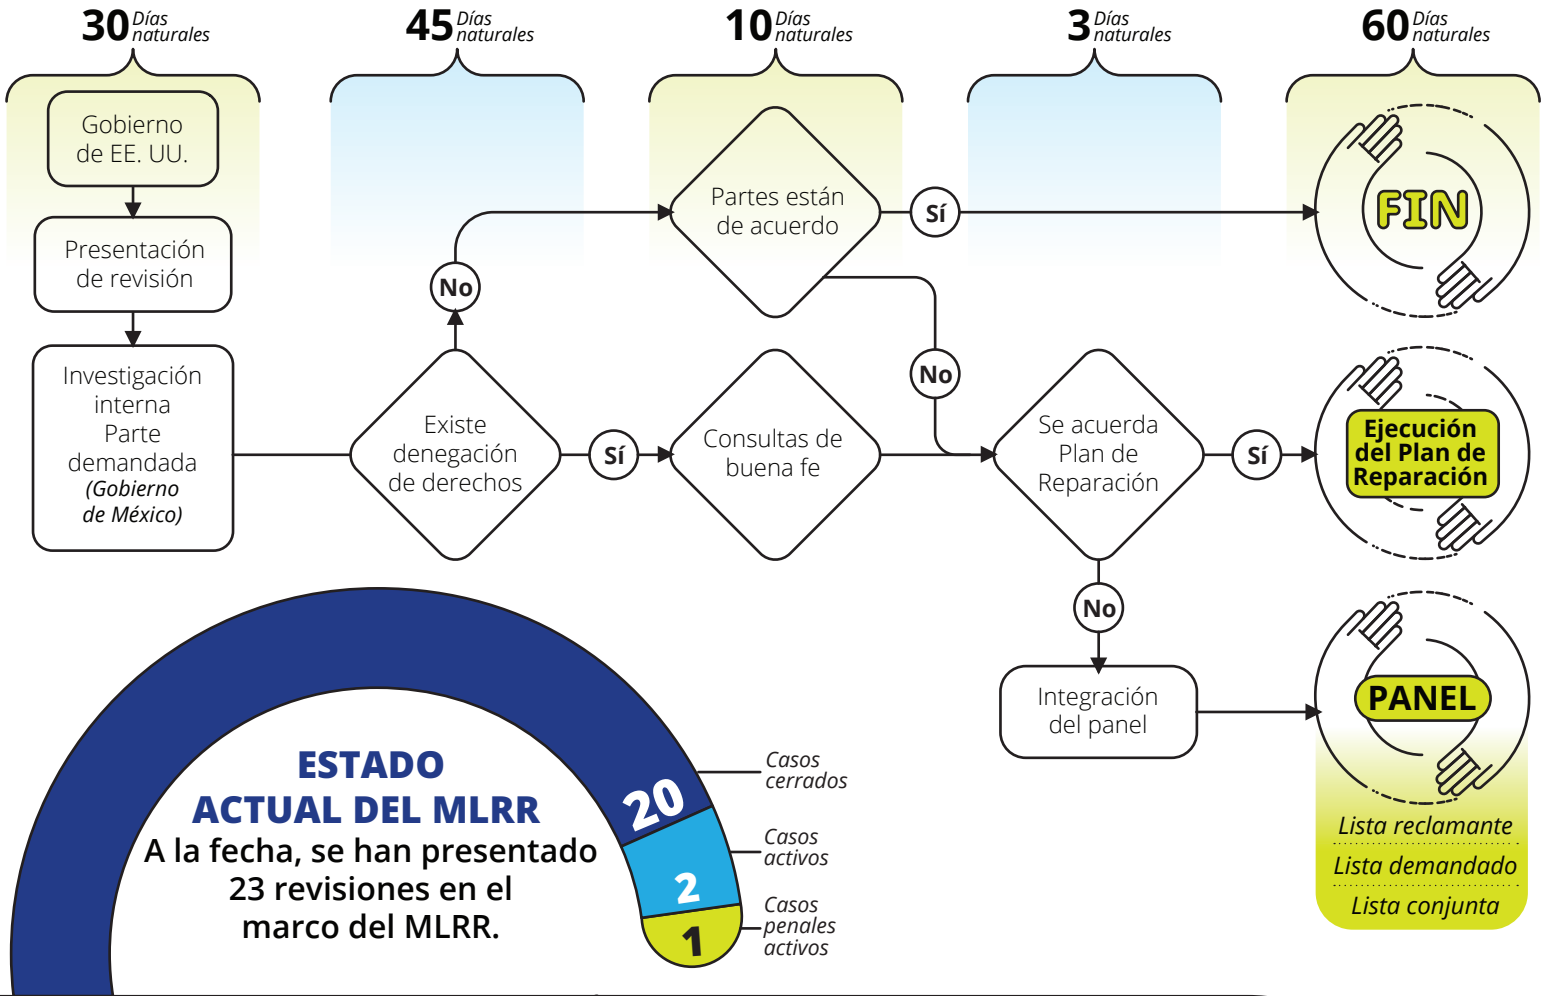 30 Días naturales
45 Días naturales
10 Días naturales
3 Días naturales
60 Días naturales
Gobierno
de EE. UU.
Presentación
de revisión
Investigación
interna
Parte
demandada
(Gobierno
de México)
Existe
denegación
de derechos
No
Sí
Partes están
de acuerdo
Sí
No
Consultas de
buena fe
Se acuerda
Plan de
Reparación
Sí
No
Integración
del panel
FIN
Ejecución
del Plan de
Reparación
PANEL
Lista reclamante
Lista demandado
Lista conjunta
ESTADO
ACTUAL DEL MLRR
A la fecha, se han presentado
23 revisiones en el
marco del MLRR.
20
Casos
cerrados
2
Casos
activos
1
Casos
penales
activos